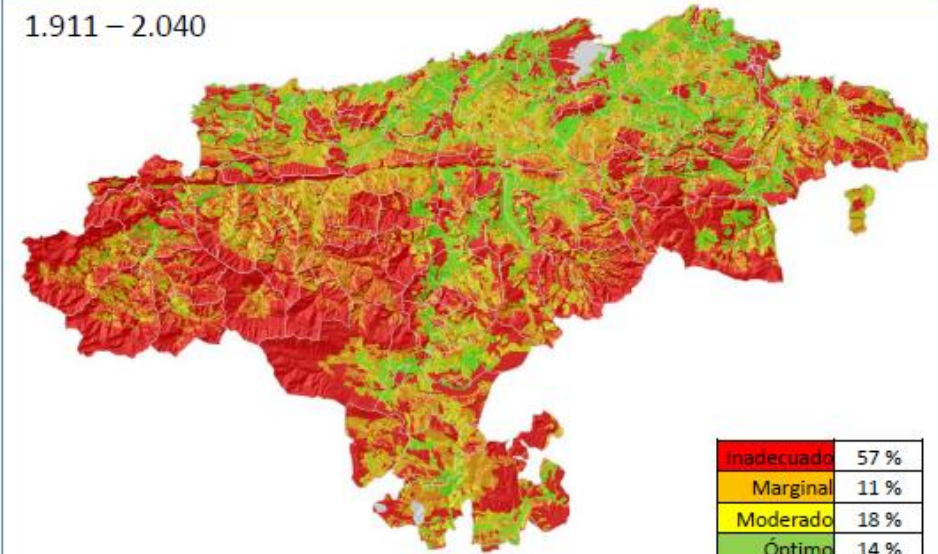 1.911 – 2.040
Inadecuado 57 %
Marginal 11 %
Moderado 18 %
Óptimo 14 %